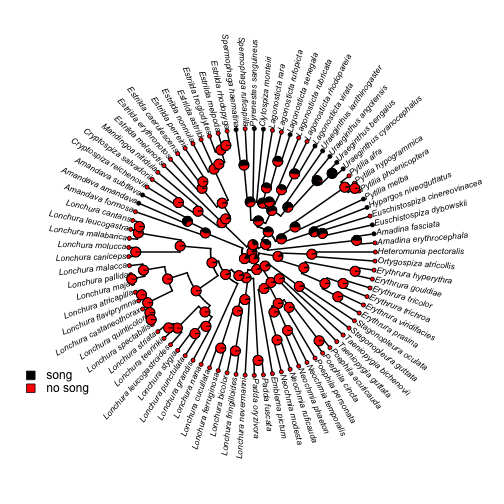 Spermophaga haematina
Spermophaga ruficapilla
Pyrenestes sanguineus
Clytospiza monteiri
Lagonosticta rara
Lagonosticta rufopicta
Lagonosticta senegala
Lagonosticta rubricata
Lagonosticta rhodopareia
Lagonosticta virata
Uraeginthus ianthinogaster
Uraeginthus angolensis
Uraeginthus bengalus
Uraeginthus cyanocephalus
Pytilia afra
Pytilia hypogrammica
Pytilia phoenicoptera
Pytilia melba
Hypargos niveoguttatus
Euschistospiza cinereovinacea
Euschistospiza dybowskii
Amadina fasciata
Amadina erythrocephala
Heteromunia pectoralis
Ortygospiza atricollis
Erythrura hyperythra
Erythrura gouldiae
Erythrura tricolor
Erythrura trichroa
Erythrura viridifacies
Erythrura prasina
Stagonopleura oculata
Stagonopleura guttata
Taeniopygia bichenovii
Taeniopygia guttata
Poephila acuticauda
Poephila cincta
Poephila personata
Neochmia temporalis
Neochmia phaeton
Neochmia ruficauda
Neochmia modesta
Emblema pictum
Padda fuscata
Padda oryzivora
Lonchura nevermanni
Lonchura fringilloides
Lonchura bicolor
Lonchura ferruginosa
Lonchura cucullata
Lonchura nana
Lonchura grandis
Lonchura punctulata
Lonchura stygia
Lonchura leucogastroides
Lonchura teerinki
Lonchura striata
Lonchura spectabilis
Lonchura quinticolor
Lonchura castaneothorax
Lonchura flaviprymna
Lonchura atricapilla
Lonchura maja
Lonchura pallida
Lonchura malacca
Lonchura caniceps
Lonchura molucca
Lonchura malabarica
Lonchura leucogastra
Lonchura cantans
Amandava formosa
Amandava amandava
Amandava subflava
Cryptospiza reichenovii
Cryptospiza salvadorii
Mandingoa nitidula
Estrilda melanotis
Estrilda erythronotos
Estrilda caerulescens
Estrilda perreini
Estrilda astrild
Estrilda nonnula
Estrilda troglodytes
Estrilda melpoda
Estrilda rhodopyga
song
no song